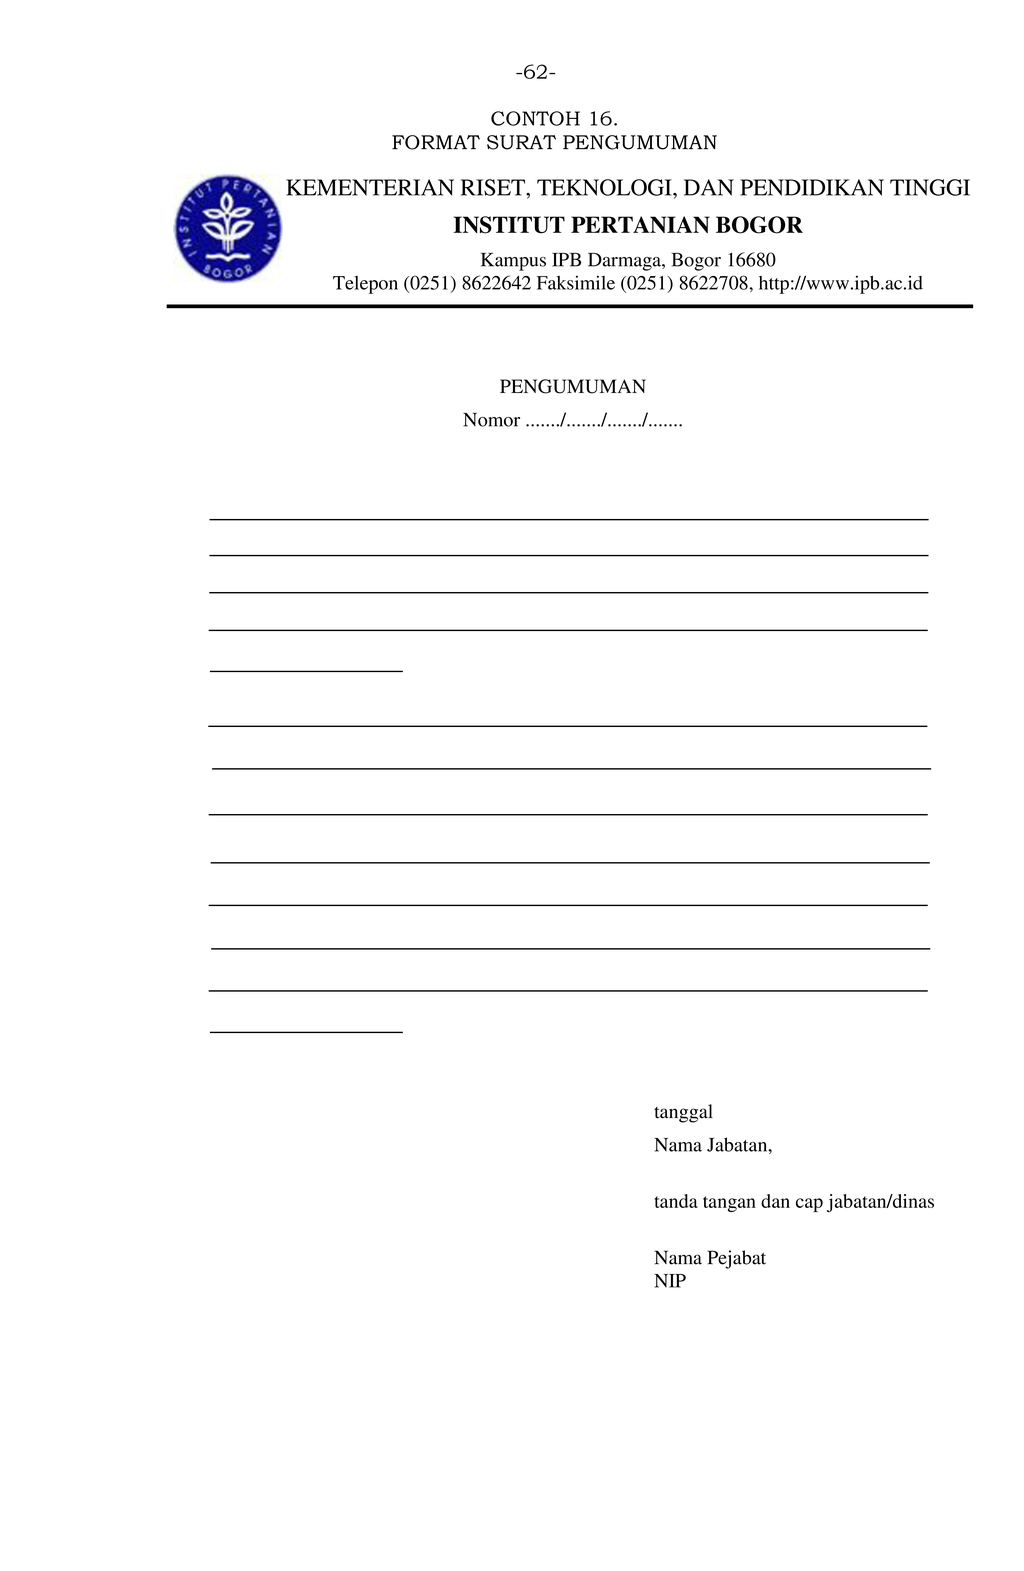 -62-
CONTOH 16.
FORMAT SURAT PENGUMUMAN
INSTITUT PERTANIAN BOGOR
KEMENTERIAN RISET, TEKNOLOGI, DAN PENDIDIKAN TINGGI
INSTITUT PERTANIAN BOGOR
Kampus IPB Darmaga, Bogor 16680
Telepon (0251) 8622642 Faksimile (0251) 8622708, http://www.ipb.ac.id
PENGUMUMAN
Nomor ......./......./......./.......
tanggal
Nama Jabatan,
tanda tangan dan cap jabatan/dinas
Nama Pejabat
NIP